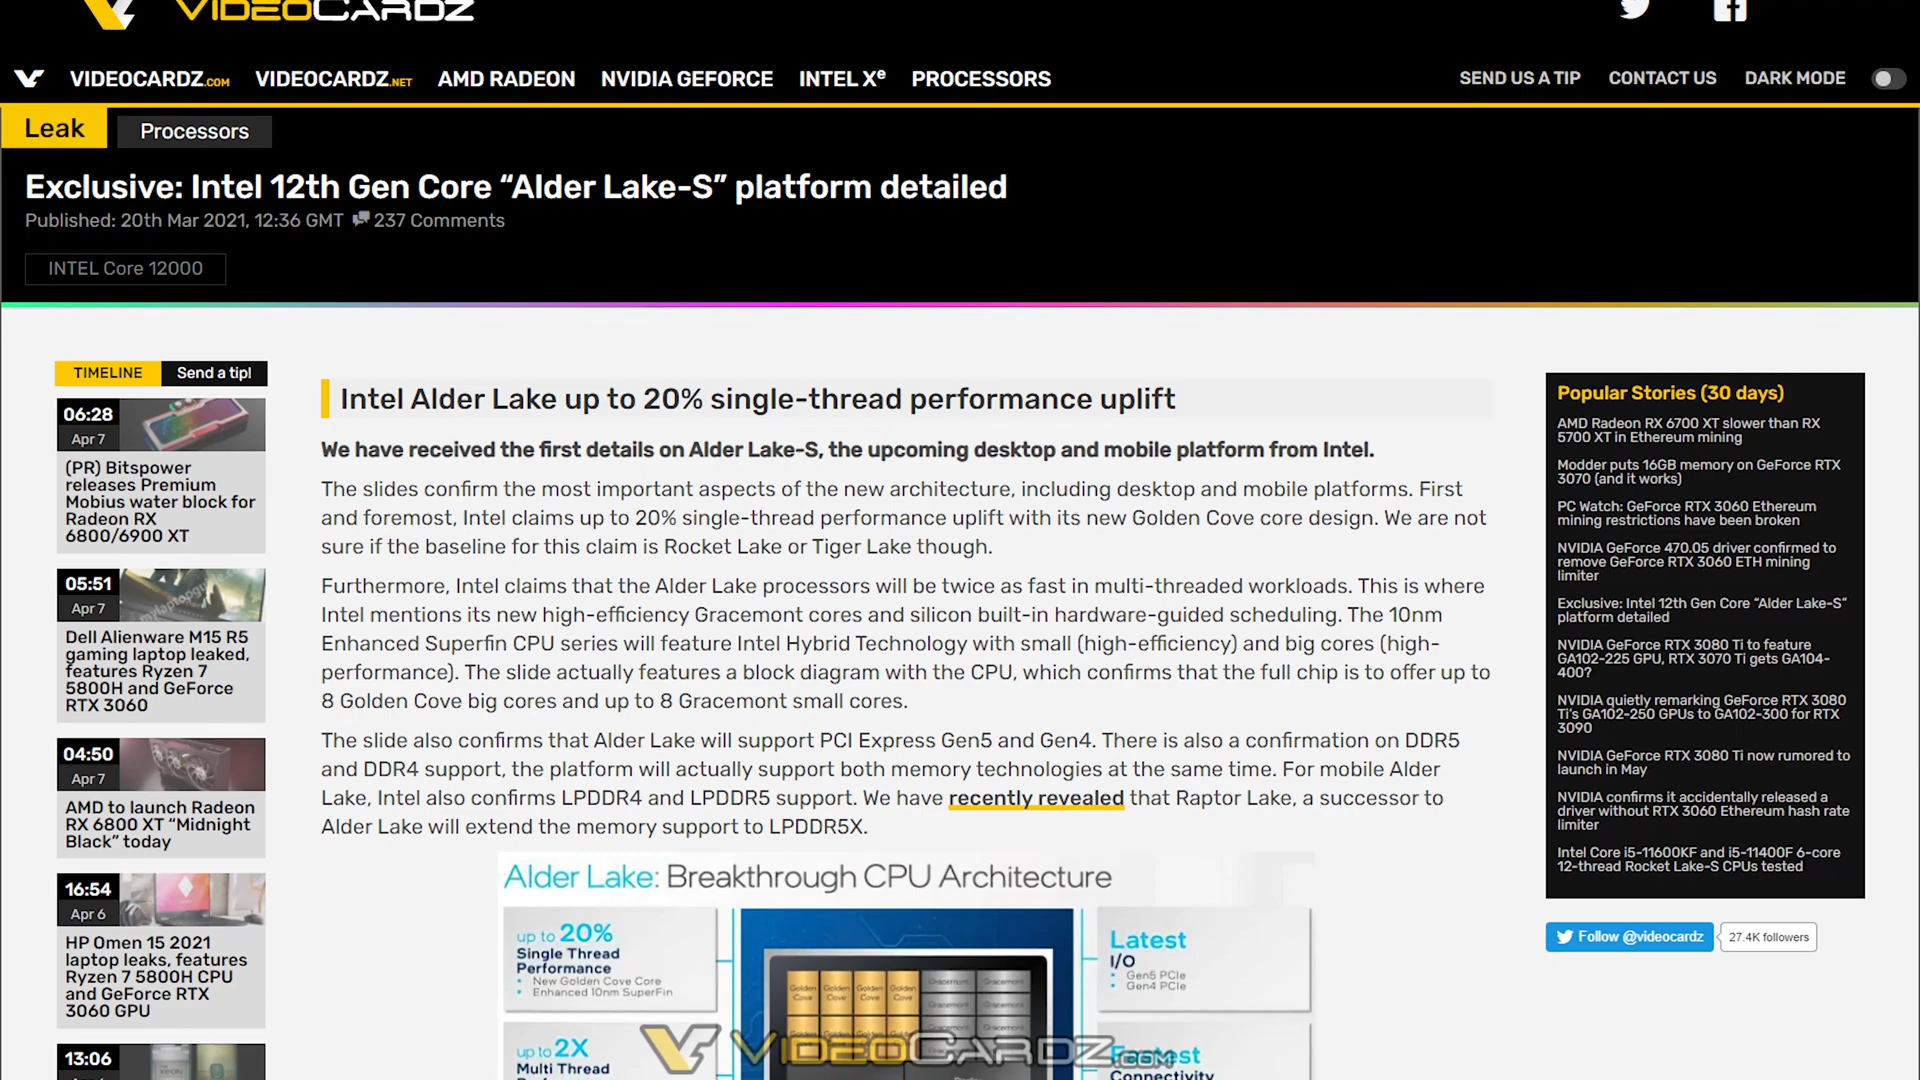 VIDEOCARDZ
VIDEOCARDZ.COM VIDEOCARDZ.NET AMD RADEON NVIDIA GEFORCE INTEL Xe PROCESSORS SEND US A TIP CONTACT US DARK MODE
Leak Processors
Exclusive: Intel 12th Gen Core “Alder Lake-S” platform detailed
Published: 20th Mar 2021, 12:36 GMT 237 Comments
INTEL Core 12000
TIMELINE Send a tip!
06:28
Apr 7
(PR) Bitspower
releases Premium
Mobius water block for
Radeon RX
6800/6900 XT
05:51
Apr 7
Dell Alienware M15 R5
gaming laptop leaked,
features Ryzen 7
5800H and GeForce
RTX 3060
04:50
Apr 7
AMD to launch Radeon
RX 6800 XT “Midnight
Black” today
16:54
Apr 6
HP Omen 15 2021
laptop leaks, features
Ryzen 7 5800H CPU
and GeForce RTX
3060 GPU
13:06
Intel Alder Lake up to 20% single-thread performance uplift
We have received the first details on Alder Lake-S, the upcoming desktop and mobile platform from Intel.
The slides confirm the most important aspects of the new architecture, including desktop and mobile platforms. First
and foremost, Intel claims up to 20% single-thread performance uplift with its new Golden Cove core design. We are not
sure if the baseline for this claim is Rocket Lake or Tiger Lake though.
Furthermore, Intel claims that the Alder Lake processors will be twice as fast in multi-threaded workloads. This is where
Intel mentions its new high-efficiency Gracemont cores and silicon built-in hardware-guided scheduling. The 10nm
Enhanced Superfin CPU series will feature Intel Hybrid Technology with small (high-efficiency) and big cores (high-
performance). The slide actually features a block diagram with the CPU, which confirms that the full chip is to offer up to
8 Golden Cove big cores and up to 8 Gracemont small cores.
The slide also confirms that Alder Lake will support PCI Express Gen5 and Gen4. There is also a confirmation on DDR5
and DDR4 support, the platform will actually support both memory technologies at the same time. For mobile Alder
Lake, Intel also confirms LPDDR4 and LPDDR5 support. We have recently revealed that Raptor Lake, a successor to
Alder Lake will extend the memory support to LPDDR5X.
Alder Lake: Breakthrough CPU Architecture
up to 20%
Single Thread
Performance
• New Golden Cove Core
• Enhanced 10nm SuperFin
up to 2X
Multi Thread
Golden Golden Golden Golden Gracemont Gracemont
Cove Cove Cove Cove
Gracemont Gracemont
Latest
I/O
• Gen5 PCIe
• Gen4 PCIe
Fastest
Connectivity
VIDEOCARDZ.COM
Popular Stories (30 days)
AMD Radeon RX 6700 XT slower than RX
5700 XT in Ethereum mining
Modder puts 16GB memory on GeForce RTX
3070 (and it works)
PC Watch: GeForce RTX 3060 Ethereum
mining restrictions have been broken
NVIDIA GeForce 470.05 driver confirmed to
remove GeForce RTX 3060 ETH mining
limiter
Exclusive: Intel 12th Gen Core “Alder Lake-S”
platform detailed
NVIDIA GeForce RTX 3080 Ti to feature
GA102-225 GPU, RTX 3070 Ti gets GA104-
400?
NVIDIA quietly remarking GeForce RTX 3080
Ti’s GA102-250 GPUs to GA102-300 for RTX
3090
NVIDIA GeForce RTX 3080 Ti now rumored to
launch in May
NVIDIA confirms it accidentally released a
driver without RTX 3060 Ethereum hash rate
limiter
Intel Core i5-11600KF and i5-11400F 6-core
12-thread Rocket Lake-S CPUs tested
Follow @videocardz 27.4K followers